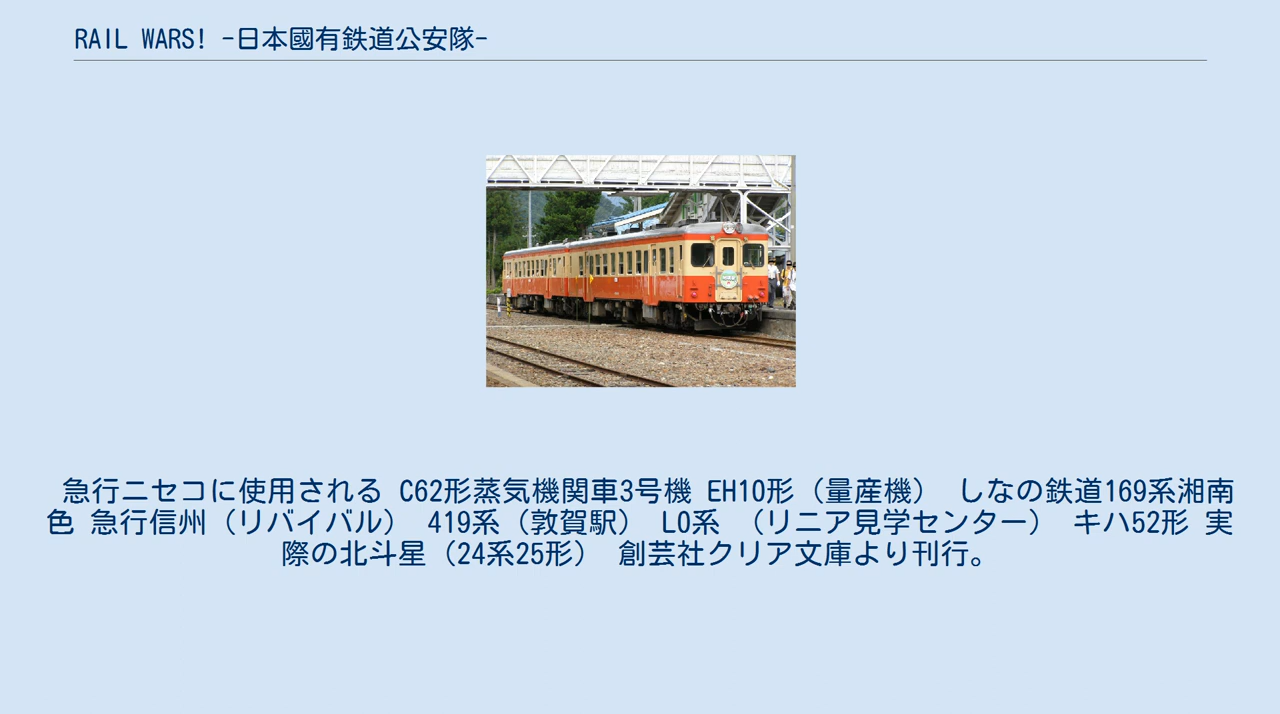 RAIL WARS! -日本國有鉄道公安隊-
急行ニセコに使用される C62形蒸気機関車3号機 EH10形（量産機） しなの鉄道169系湘南
色 急行信州（リバイバル） 419系（敦賀駅） L0系 （リニア見学センター） キハ52形 実
際の北斗星（24系25形） 創芸社クリア文庫より刊行。